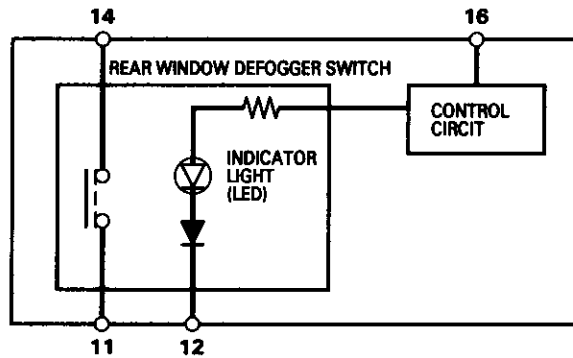 14
16
REAR WINDOW DEFOGGER SWITCH
CONTROL
CIRCIT
INDICATOR
LIGHT
(LED)
11
12